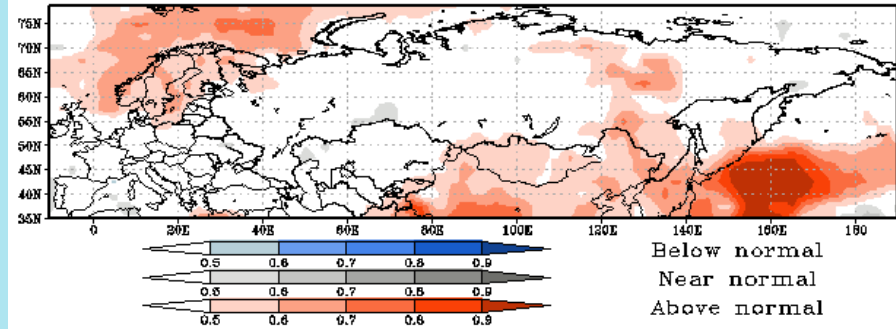 75N
70N
65N
60N
55N
50N
45N
40N
35N
0 20E 40E 60E 80E 100E 120E 140E 160E 180
0.5 0.6 0.7 0.8 0.9 Below normal
0.5 0.6 0.7 0.8 0.9 Near normal
0.5 0.6 0.7 0.8 0.9 Above normal